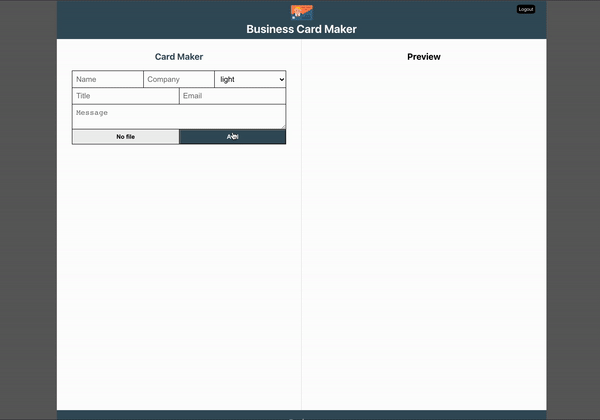 Logout
Business Card Maker
Card Maker
Preview
Name
Company
light
Title
Email
Message
No file
Add